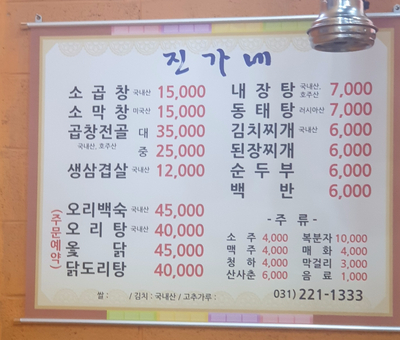 진가네
소곱창 국내산 15,000
소막창 미국산 15,000
곱창전골 대 35,000
국내산, 호주산 중 25,000
생삼겹살 국내산 12,000
(주문예약)
오리백숙 국내산 45,000
오리탕 국내산 40,000
옻닭 45,000
닭도리탕 40,000
내장탕 국내산, 호주산 7,000
동태탕 러시아산 7,000
김치찌개 국내산 6,000
된장찌개 6,000
순두부 6,000
백반 6,000
- 주류 -
소주 4,000 복분자 10,000
맥주 4,000 매화 4,000
청하 4,000 막걸리 3,000
산사춘 6,000 음료 1,000
쌀 : / 김치 : 국내산 / 고추가루 :
031) 221-1333